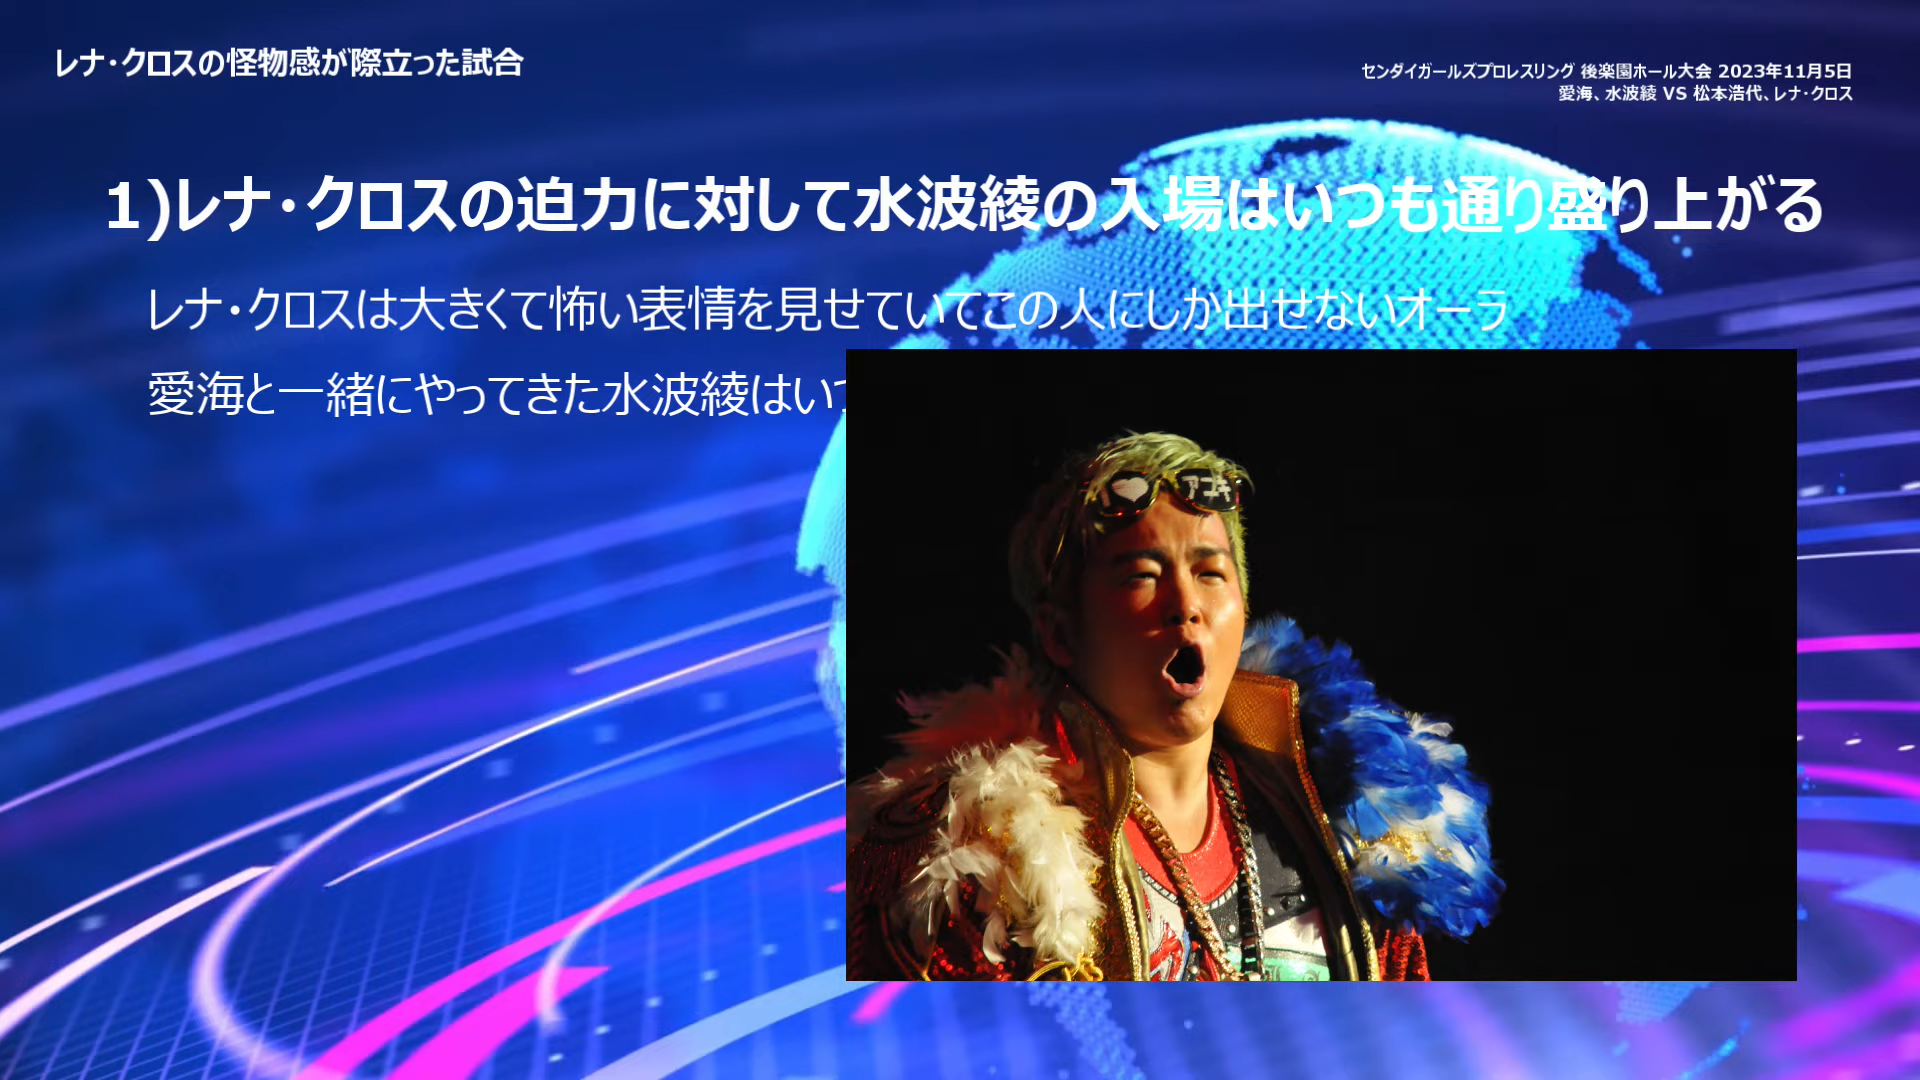 レナ・クロスの怪物感が際立った試合
センダイガールズプロレスリング 後楽園ホール大会 2023年11月5日
愛海、水波綾 VS 松本浩代、レナ・クロス
1)レナ・クロスの迫力に対して水波綾の入場はいつも通り盛り上がる
レナ・クロスは大きくて怖い表情を見せていてこの人にしか出せないオーラ
愛海と一緒にやってきた水波綾はい
アニキ